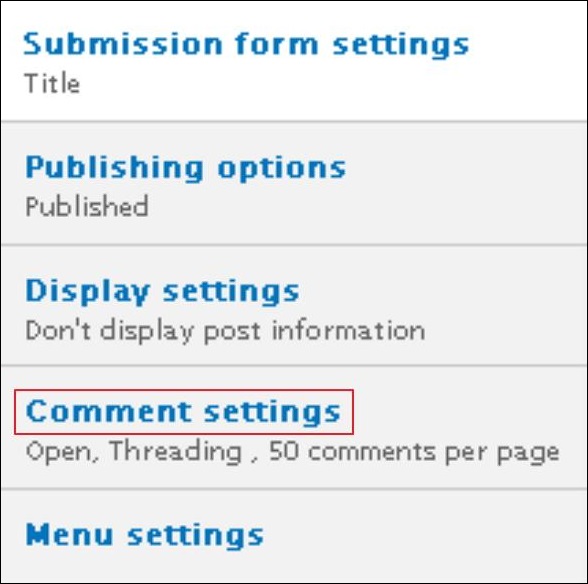 Submission form settings
Title
Publishing options
Published
Display settings
Don't display post information
Comment settings
Open, Threading , 50 comments per page
Menu settings